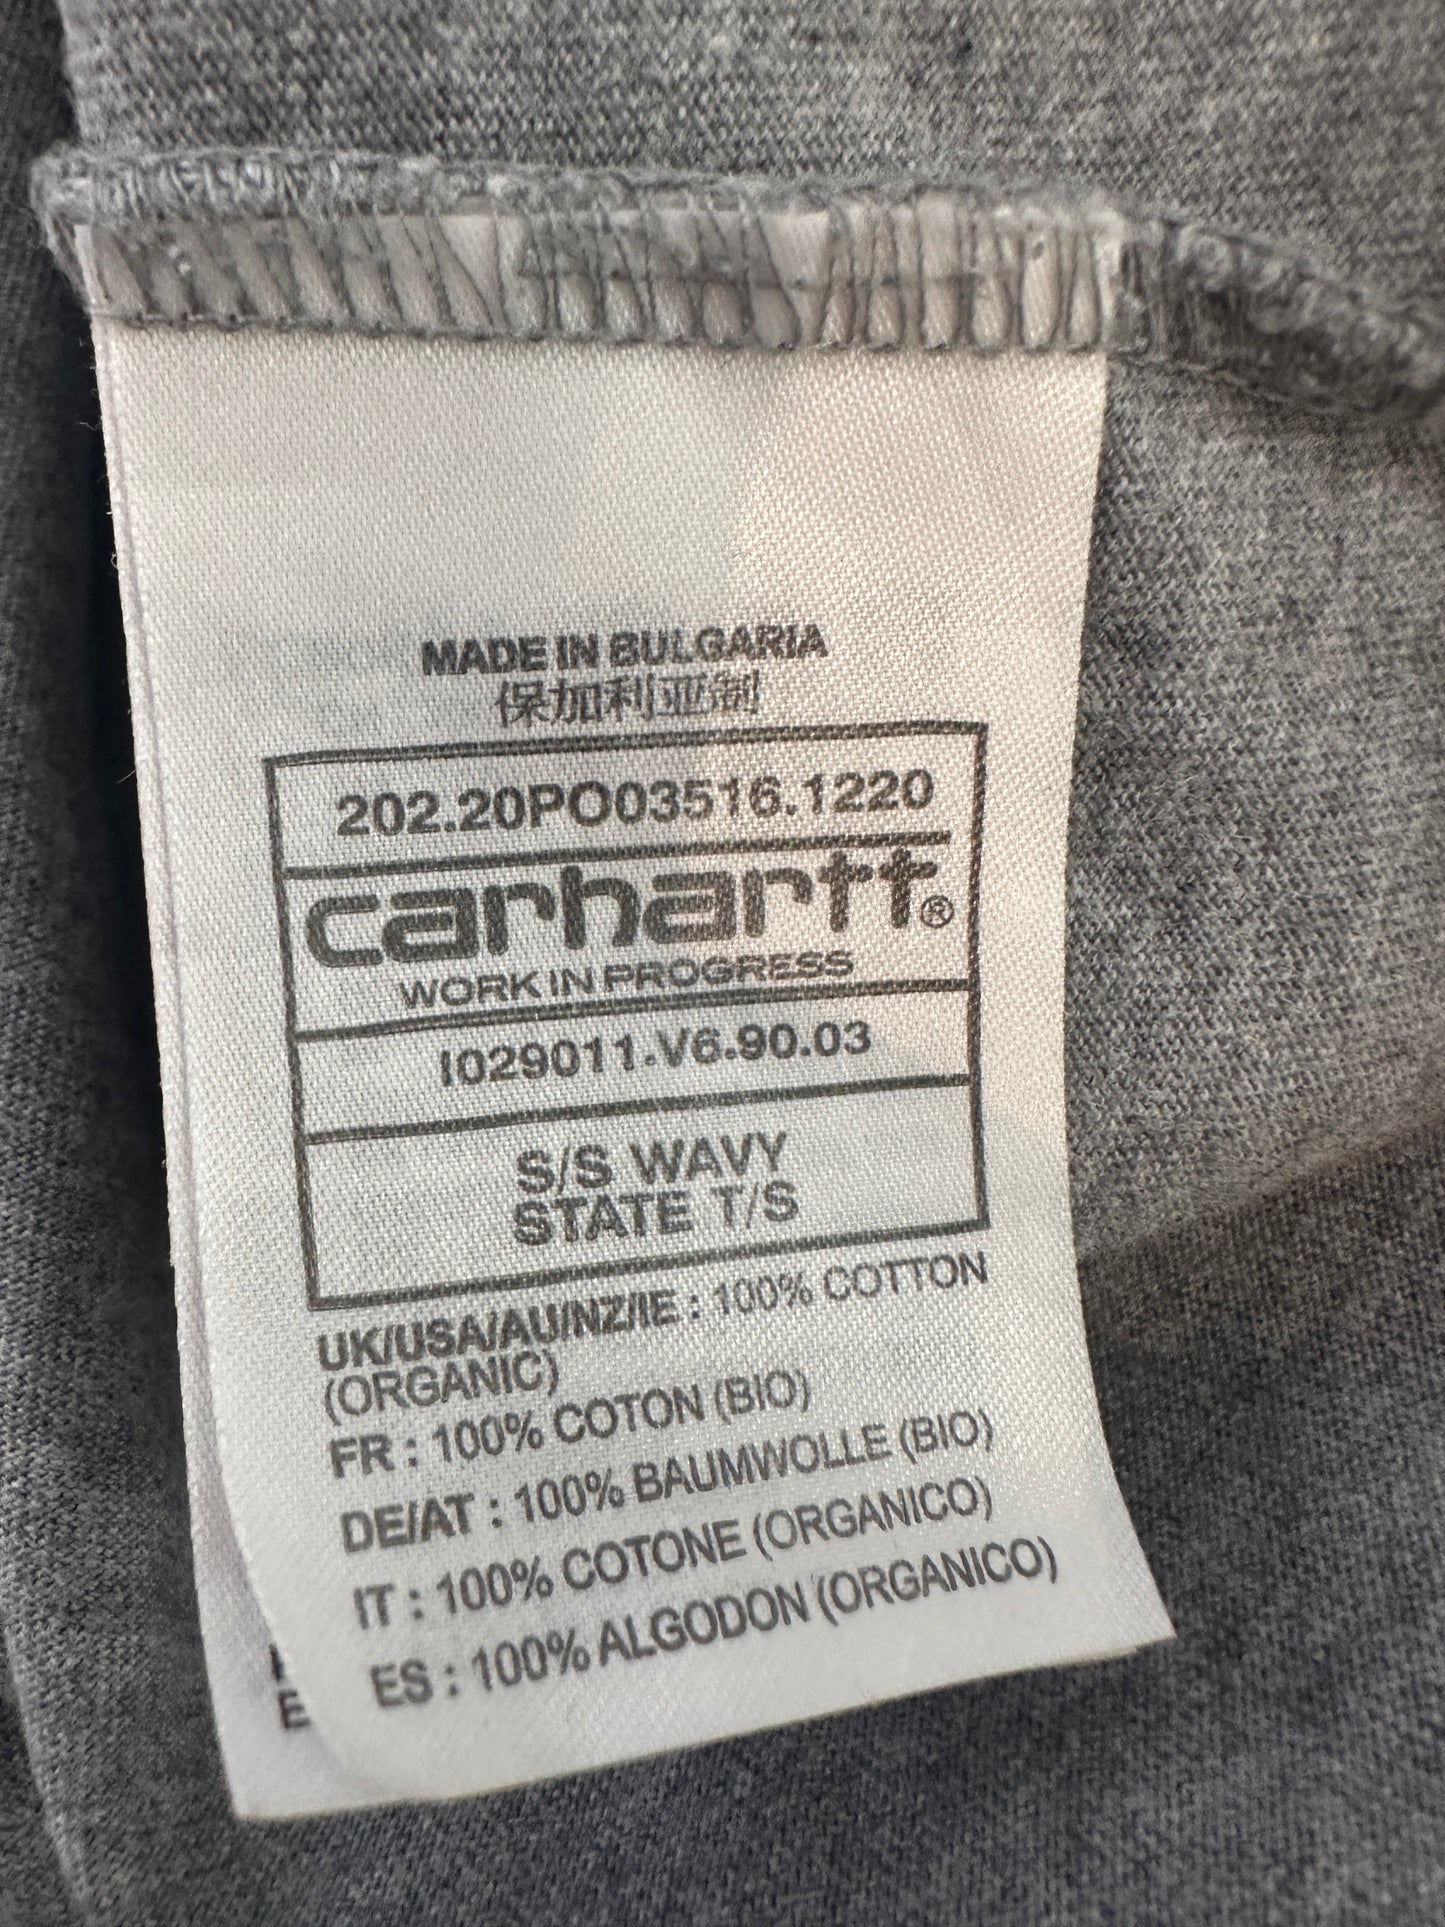 MADE IN BULGARIA
保加利亚制
202.20PO03516.1220
carhartt®
WORK IN PROGRESS
I029011.V6.90.03
S/S WAVY
STATE T/S
UK/USA/AU/NZ/IE : 100% COTTON
(ORGANIC)
FR : 100% COTON (BIO)
DE/AT : 100% BAUMWOLLE (BIO)
IT : 100% COTONE (ORGANICO)
ES : 100% ALGODON (ORGANICO)